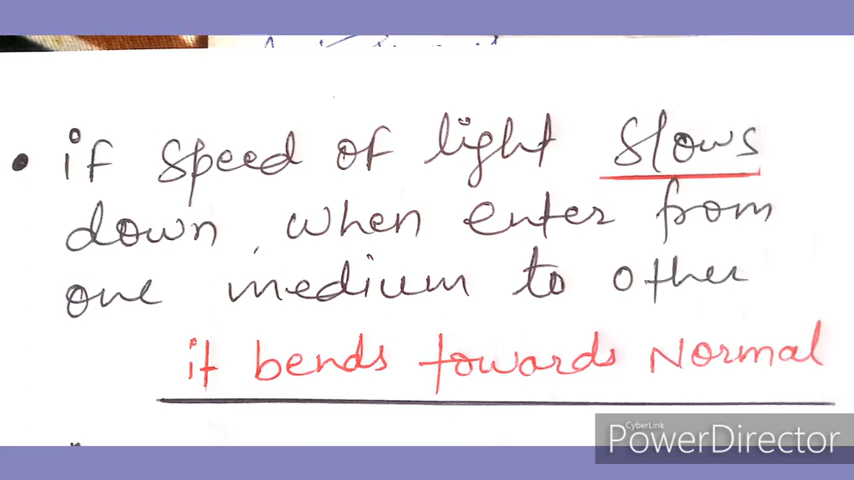 • if speed of light slows
down, when enter from
one medium to other
it bends towards Normal
CyberLink
PowerDirector